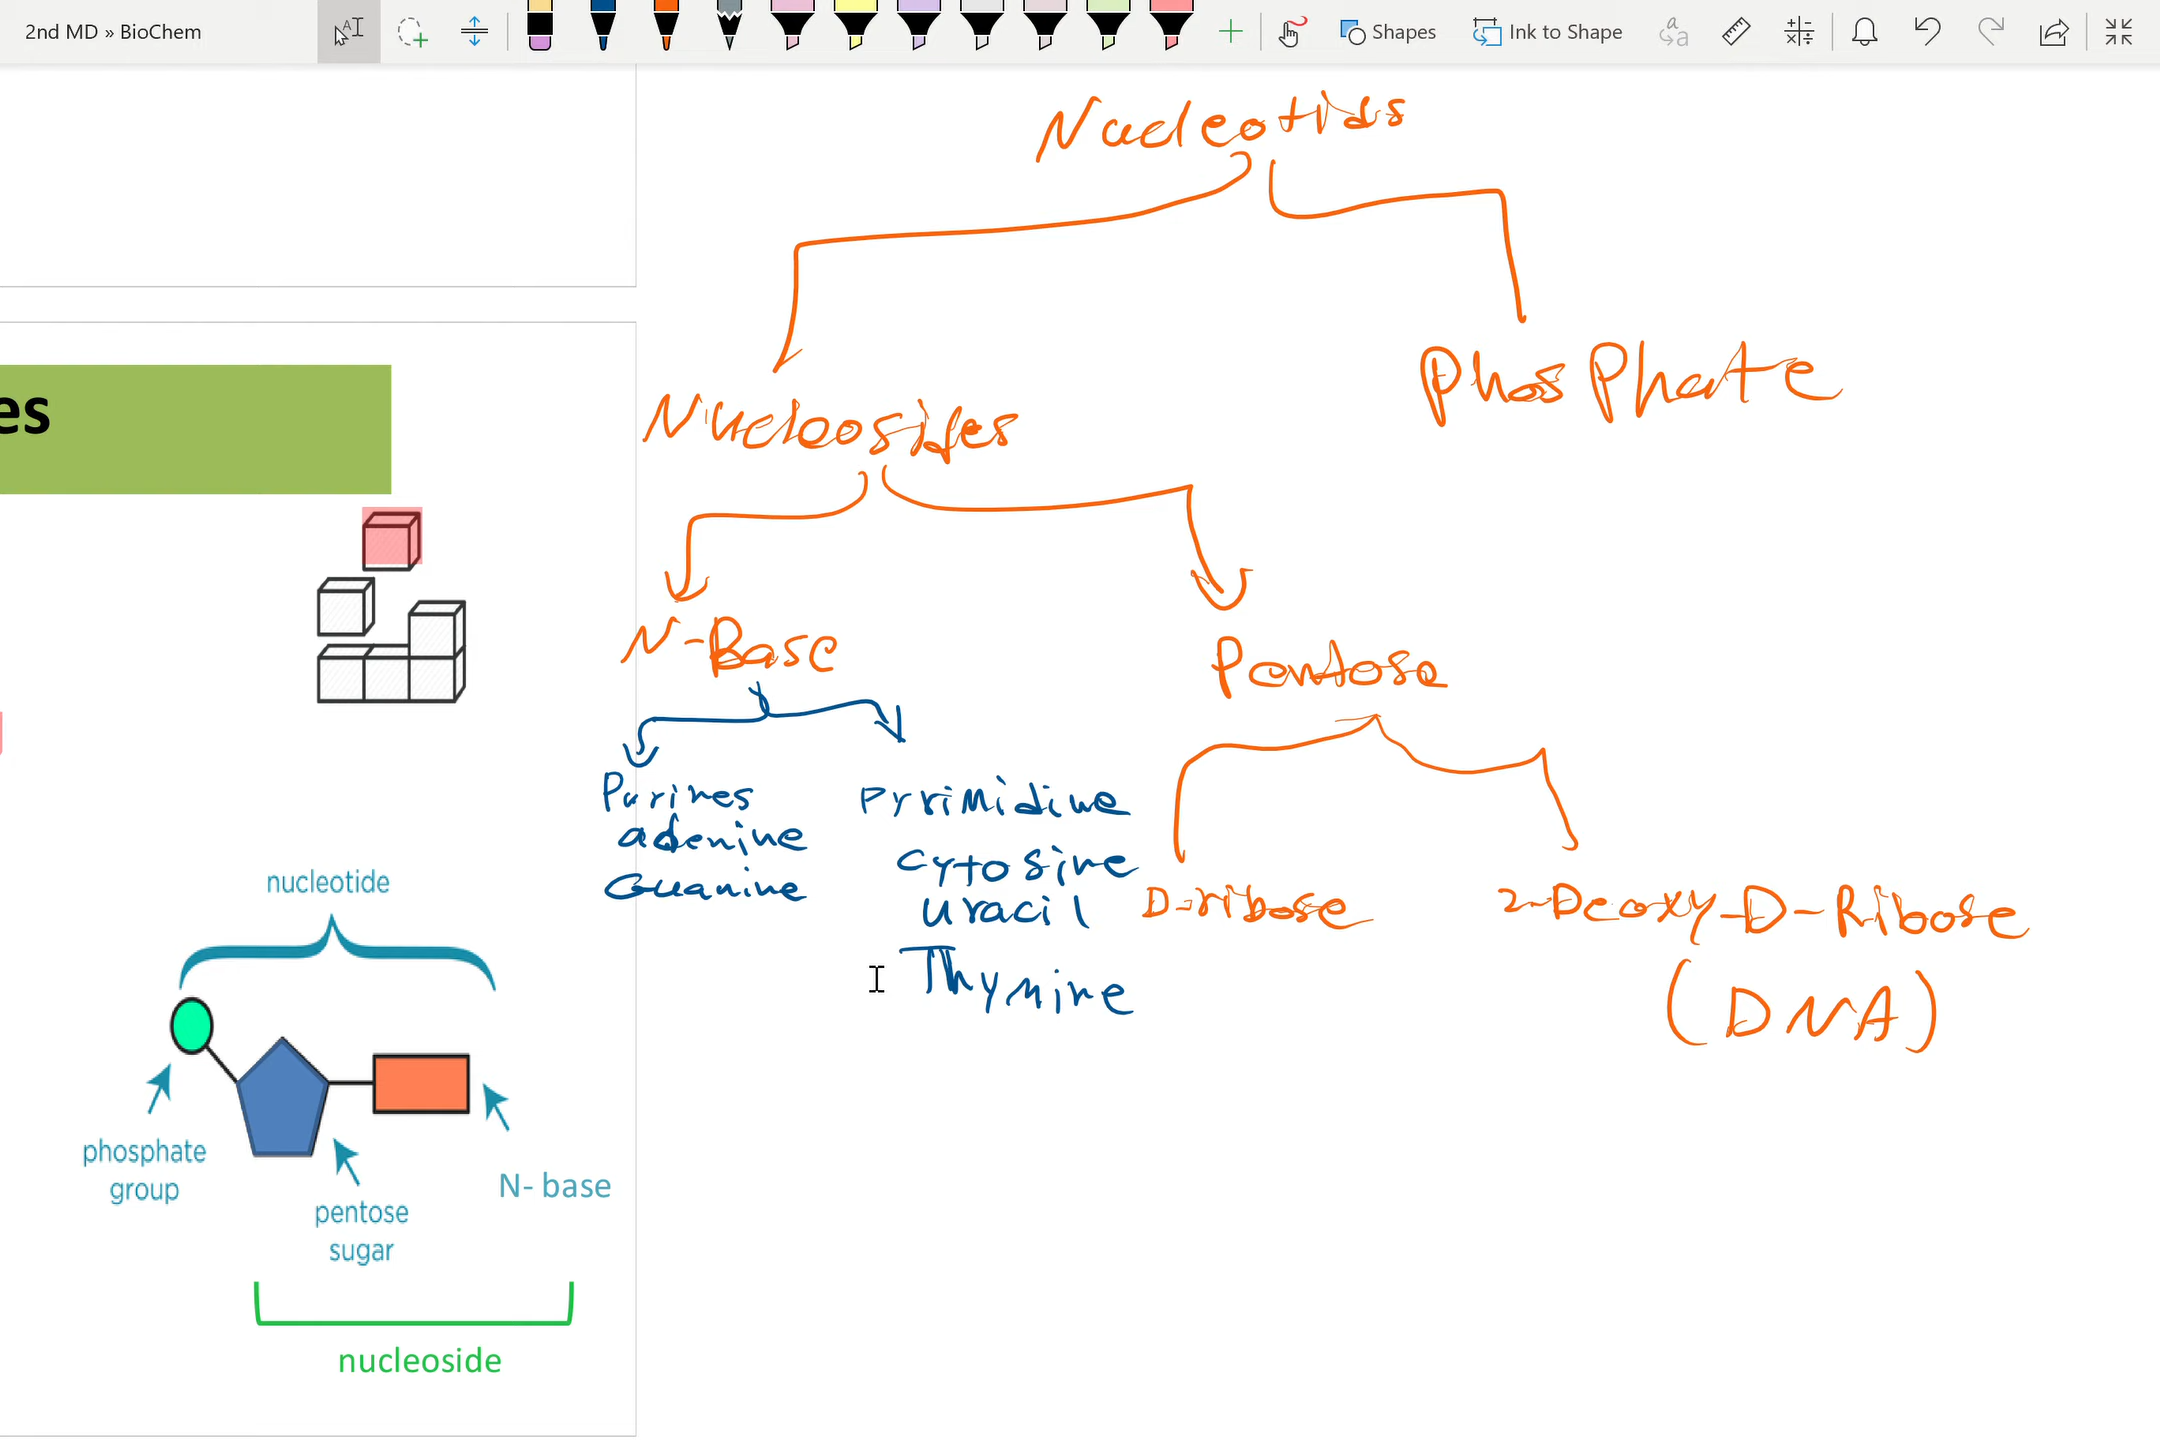 2nd MD » BioChem
Shapes
Ink to Shape
Nucleotids
Nucleosides
Phosphate
es
N-Base
Pentose
Purines
adenine
Guanine
Pyrimidine
cytosine
uracil
Thymine
D-ribose
2-Deoxy-D-Ribose
(DNA)
nucleotide
phosphate
group
pentose
sugar
N- base
nucleoside